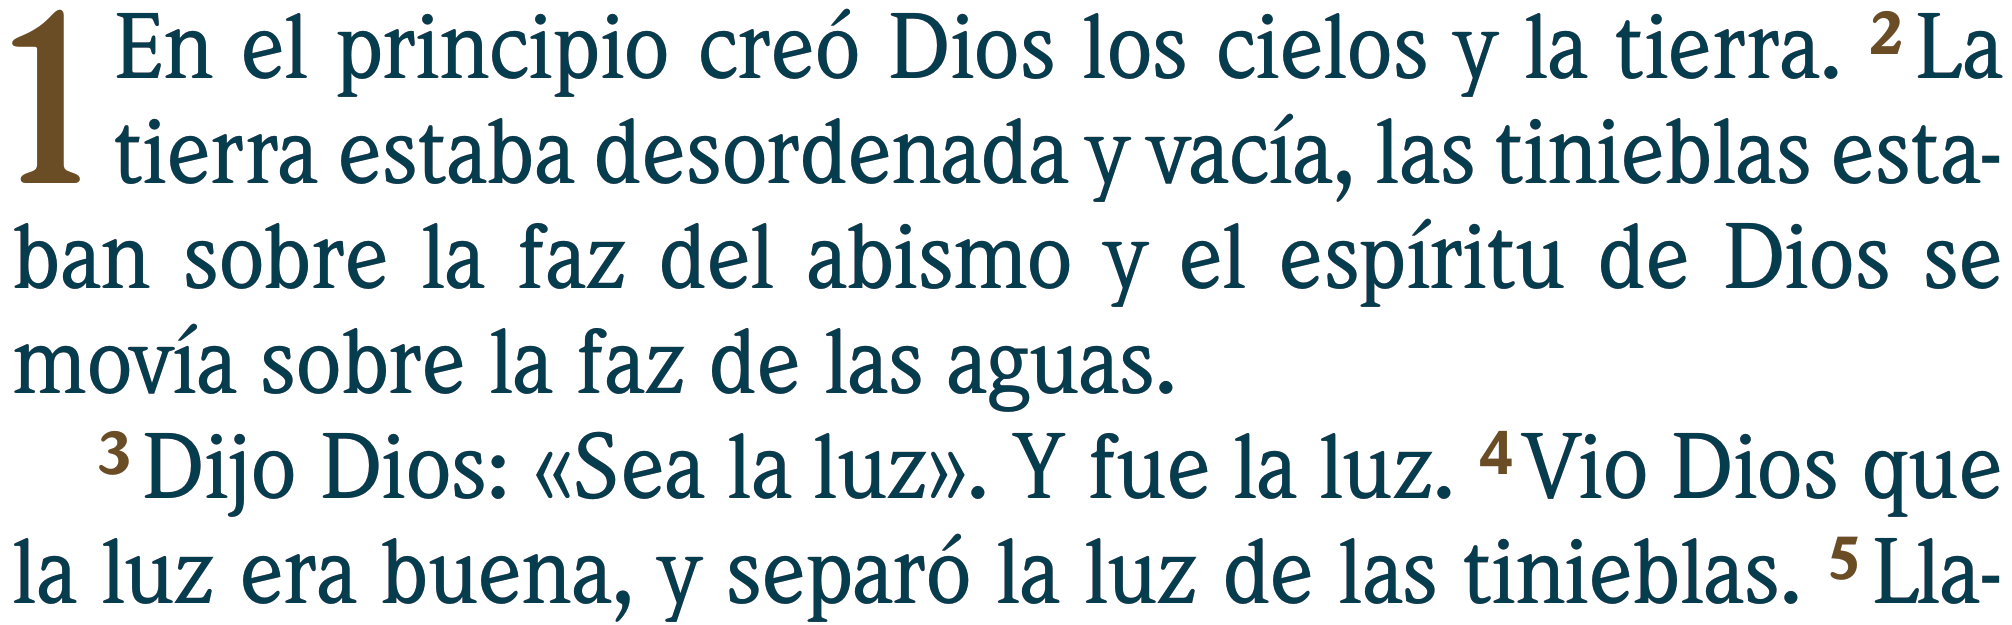 1 En el principio creó Dios los cielos y la tierra. 2 La
tierra estaba desordenada y vacía, las tinieblas esta-
ban sobre la faz del abismo y el espíritu de Dios se
movía sobre la faz de las aguas.
3 Dijo Dios: «Sea la luz». Y fue la luz. 4 Vio Dios que
la luz era buena, y separó la luz de las tinieblas. 5 Lla-